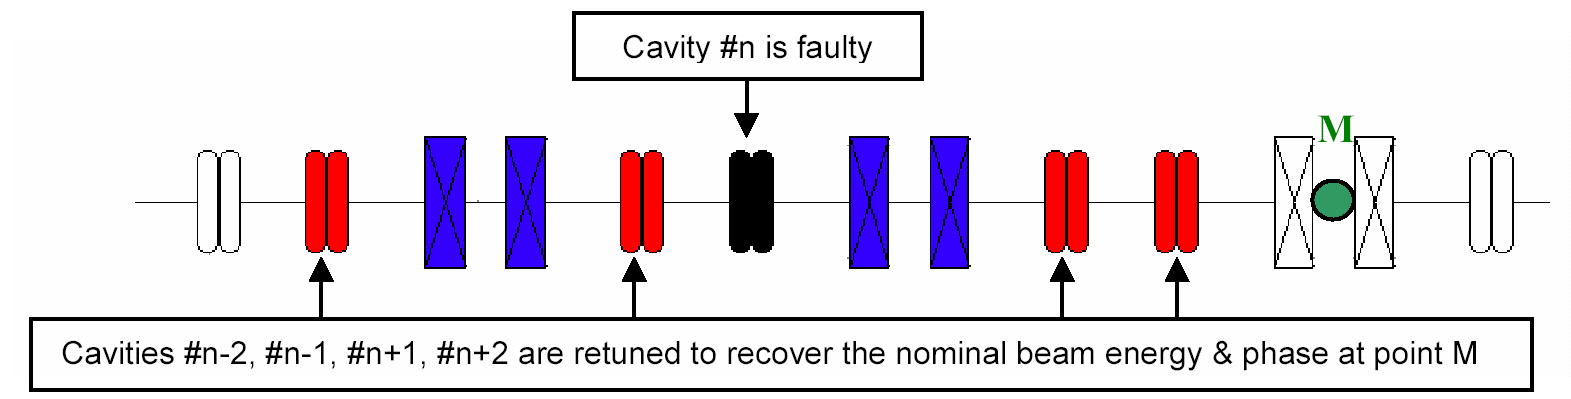 Cavity #n is faulty
M
Cavities #n-2, #n-1, #n+1, #n+2 are retuned to recover the nominal beam energy & phase at point M